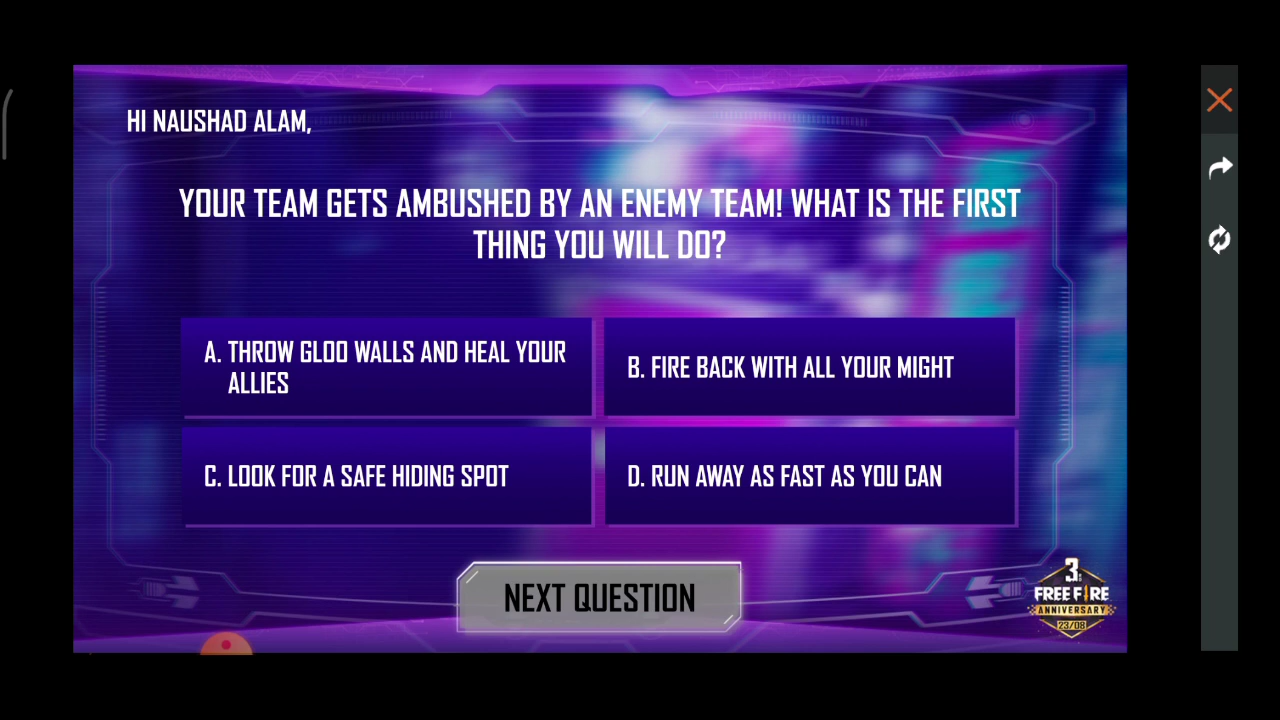 HI NAUSHAD ALAM,
YOUR TEAM GETS AMBUSHED BY AN ENEMY TEAM! WHAT IS THE FIRST
THING YOU WILL DO?
A. THROW GLOO WALLS AND HEAL YOUR
ALLIES
B. FIRE BACK WITH ALL YOUR MIGHT
C. LOOK FOR A SAFE HIDING SPOT
D. RUN AWAY AS FAST AS YOU CAN
NEXT QUESTION
3
FREE FIRE
ANNIVERSARY
23/08